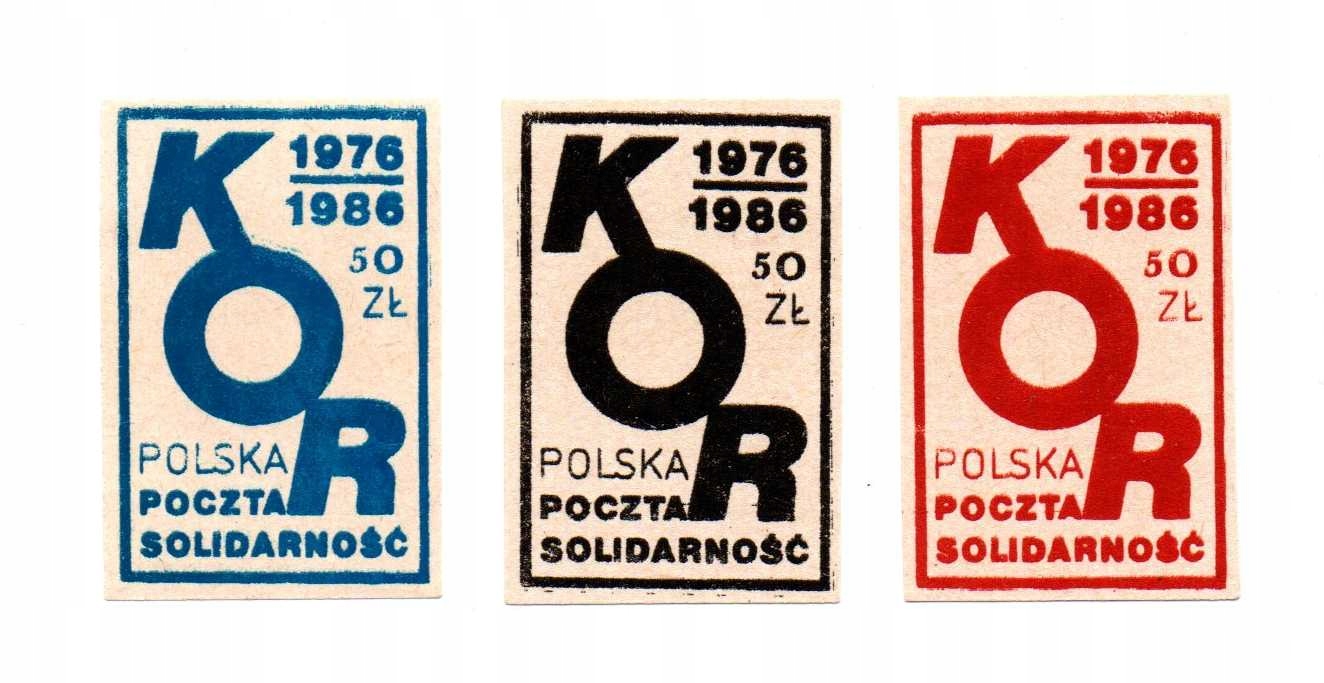 KOR
1976
1986
50
ZŁ
POLSKA
POCZTA
SOLIDARNOŚĆ
KOR
1976
1986
50
ZŁ
POLSKA
POCZTA
SOLIDARNOŚĆ
KOR
1976
1986
50
ZŁ
POLSKA
POCZTA
SOLIDARNOŚĆ